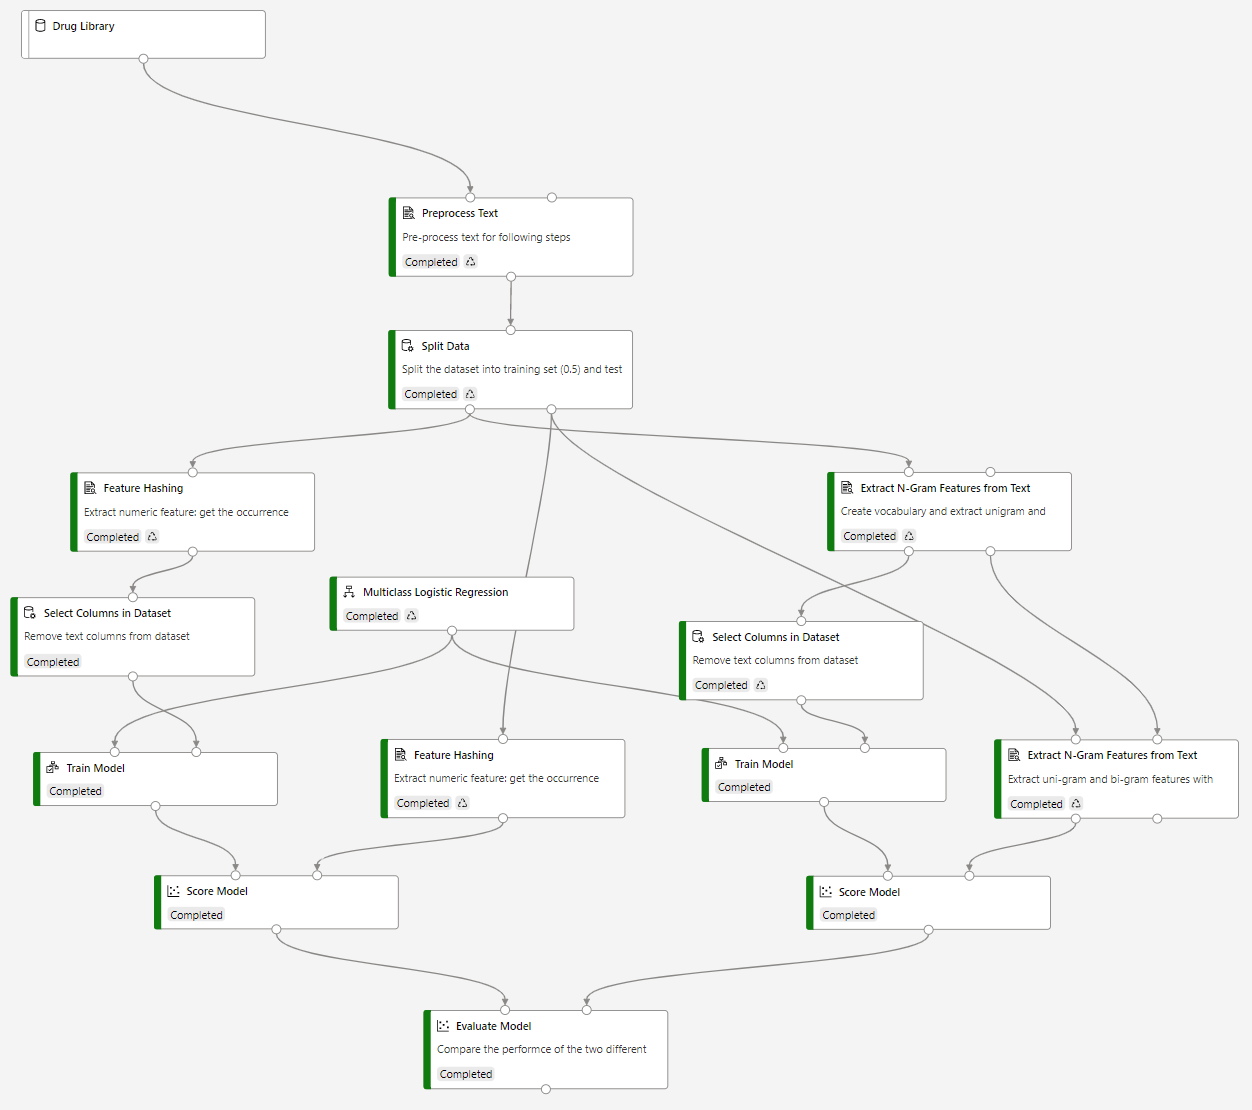 Drug Library
Preprocess Text
Pre-process text for following steps
Completed
Split Data
Split the dataset into training set (0.5) and test
Completed
Feature Hashing
Extract numeric feature: get the occurrence
Completed
Extract N-Gram Features from Text
Create vocabulary and extract unigram and
Completed
Select Columns in Dataset
Remove text columns from dataset
Completed
Multiclass Logistic Regression
Completed
Select Columns in Dataset
Remove text columns from dataset
Completed
Train Model
Completed
Feature Hashing
Extract numeric feature: get the occurrence
Completed
Train Model
Completed
Extract N-Gram Features from Text
Extract uni-gram and bi-gram features with
Completed
Score Model
Completed
Score Model
Completed
Evaluate Model
Compare the performce of the two different
Completed